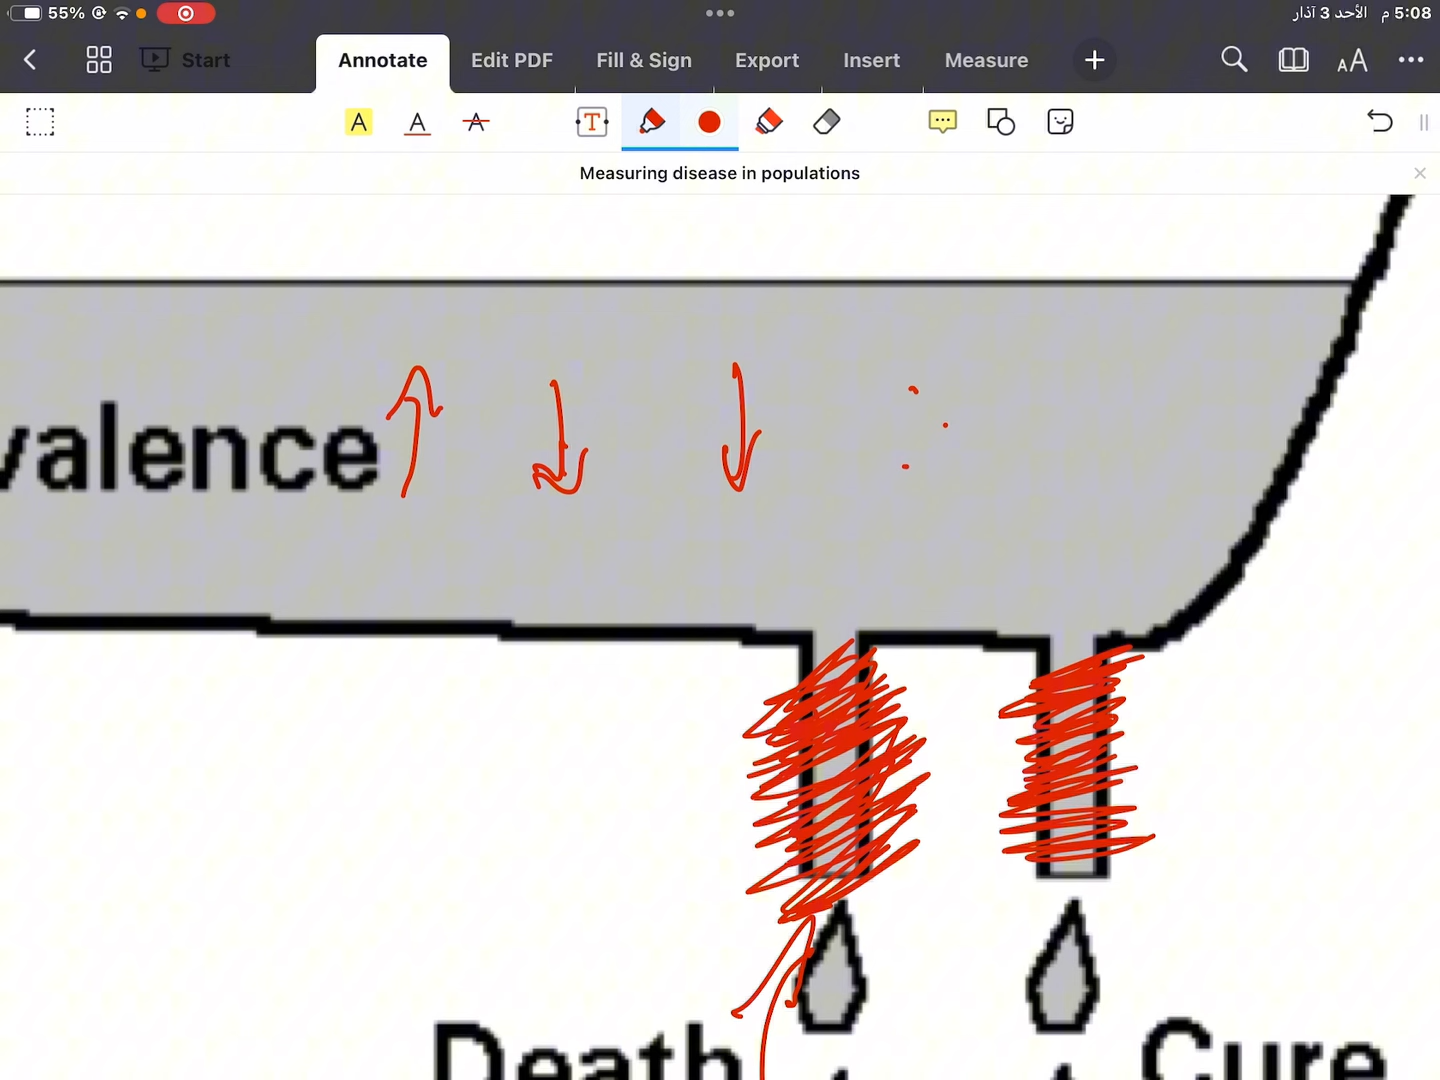 55%
5:08 م الأحد 3 آذار
Start
Annotate
Edit PDF
Fill & Sign
Export
Insert
Measure
AA
A A A T
Measuring disease in populations
valence
Death
Cure